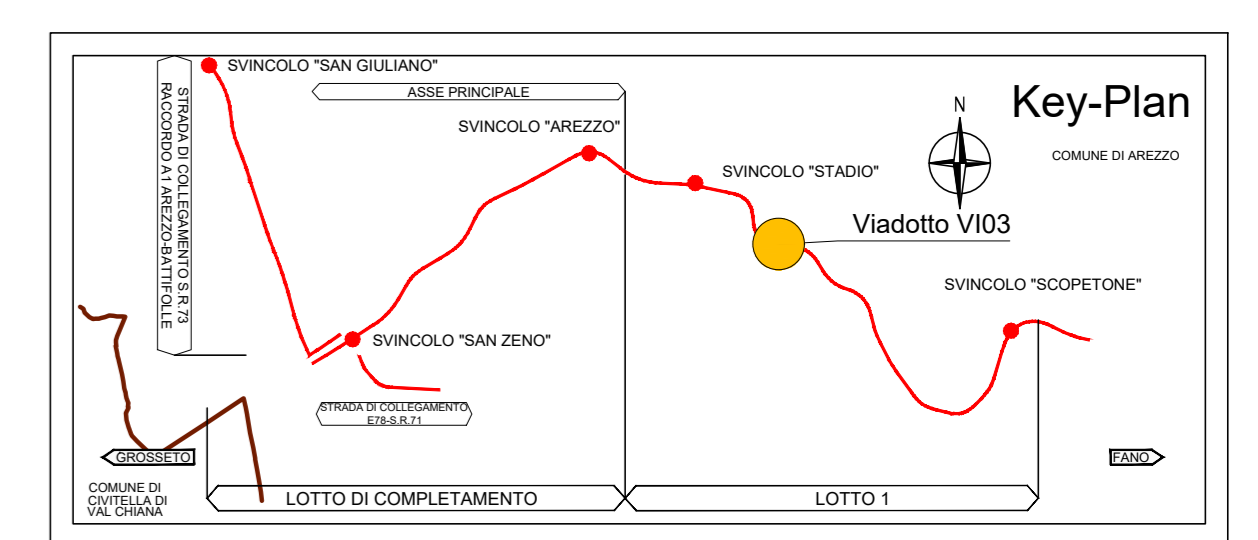 SVINCOLO "SAN GIULIANO"
STRADA DI COLLEGAMENTO S.R.73
RACCORDO A1 AREZZO-BATTIFOLLE
ASSE PRINCIPALE
SVINCOLO "AREZZO"
N
Key-Plan
COMUNE DI AREZZO
SVINCOLO "STADIO"
Viadotto VI03
SVINCOLO "SCOPETONE"
SVINCOLO "SAN ZENO"
STRADA DI COLLEGAMENTO
E78-S.R.71
GROSSETO
FANO
COMUNE DI
CIVITELLA DI
VAL CHIANA
LOTTO DI COMPLETAMENTO
LOTTO 1